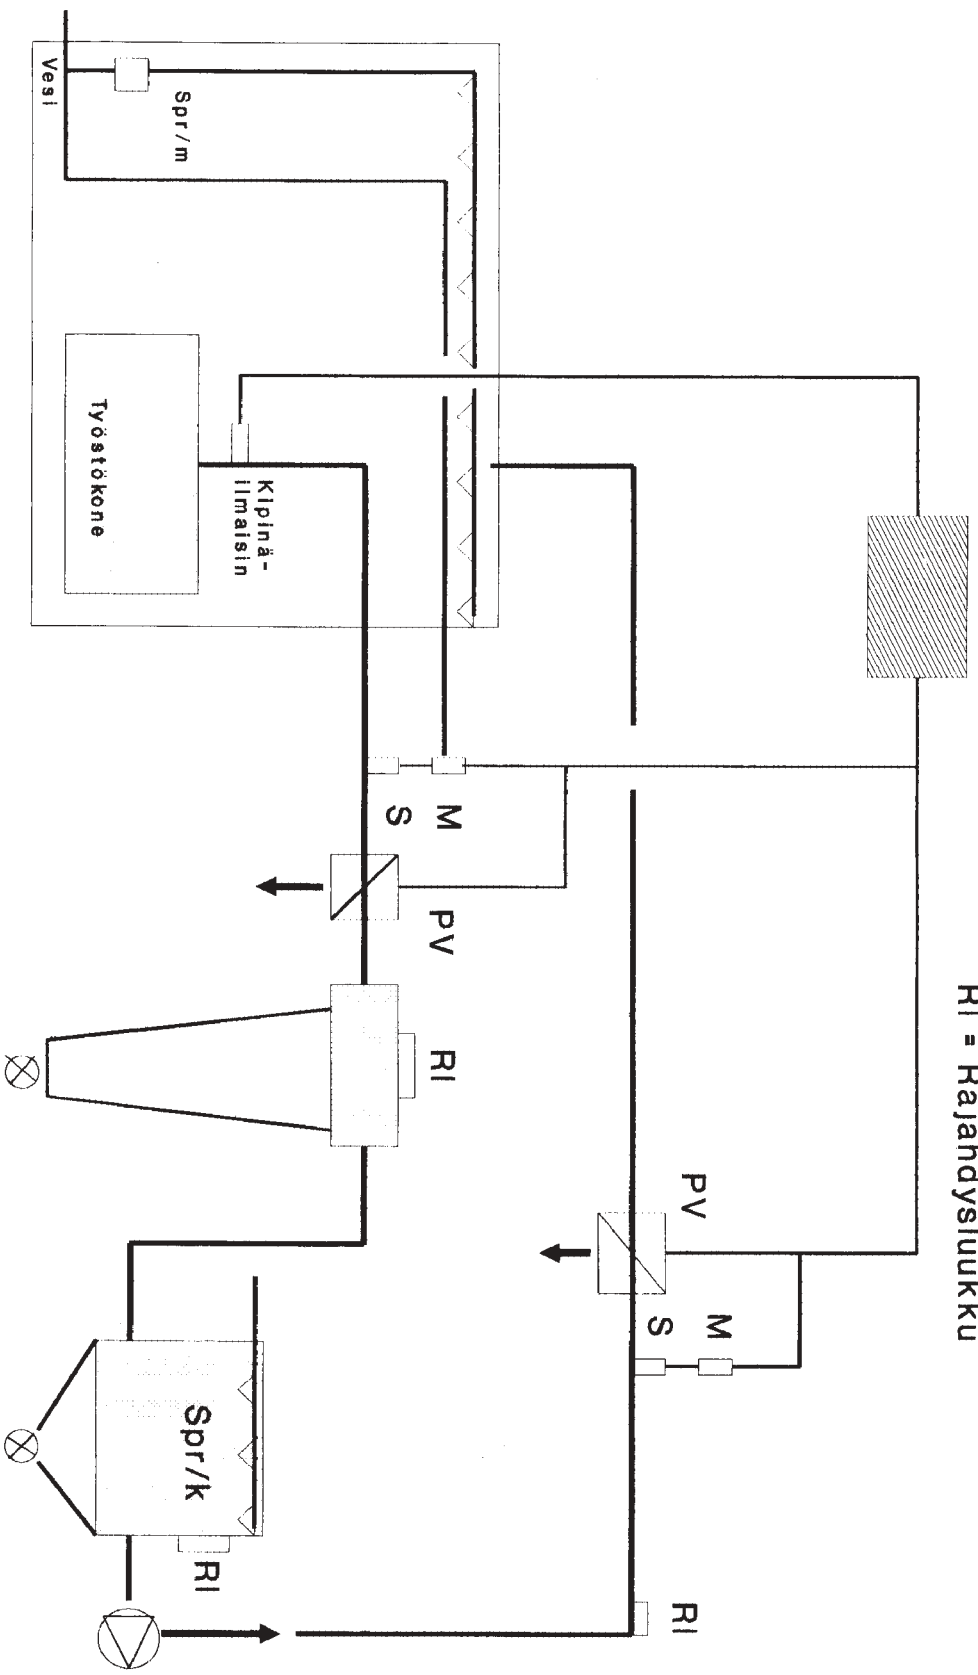 RI = Rajahdysluukku
M
PV
RI
S
M
PV
RI
S
Kipinä-
ilmaisin
RI
Spr/k
Spr/m
Työstökone
Vesi